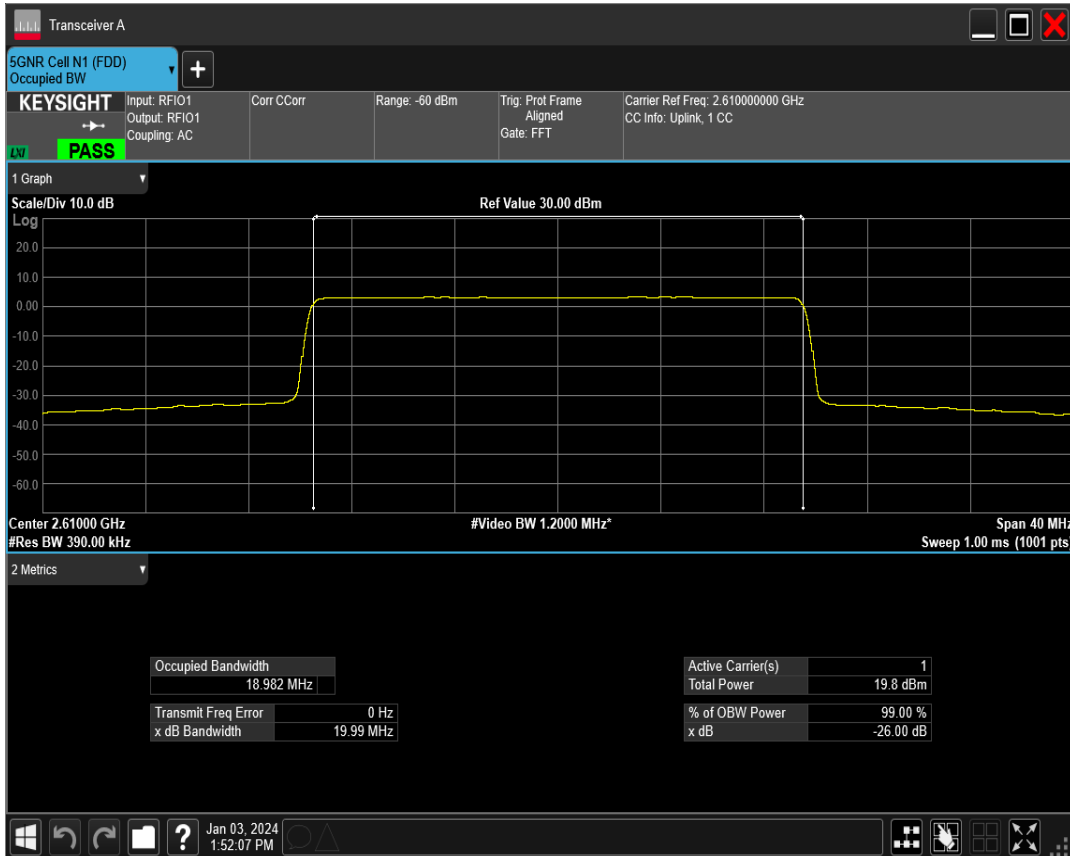 Transceiver A
5GNR Cell N1 (FDD)
Occupied BW
+
KEYSIGHT
LXI
PASS
Input: RFIO1
Output: RFIO1
Coupling: AC
Corr CCorr
Range: -60 dBm
Trig: Prot Frame
Aligned
Gate: FFT
Carrier Ref Freq: 2.610000000 GHz
CC Info: Uplink, 1 CC
1 Graph
Scale/Div 10.0 dB
Ref Value 30.00 dBm
Log
20.0
10.0
0.00
-10.0
-20.0
-30.0
-40.0
-50.0
-60.0
Center 2.61000 GHz
#Video BW 1.2000 MHz*
Span 40 MHz
#Res BW 390.00 kHz
Sweep 1.00 ms (1001 pts)
2 Metrics
Occupied Bandwidth
18.982 MHz
Transmit Freq Error 0 Hz
x dB Bandwidth 19.99 MHz
Active Carrier(s) 1
Total Power 19.8 dBm
% of OBW Power 99.00 %
x dB -26.00 dB
?
Jan 03, 2024
1:52:07 PM